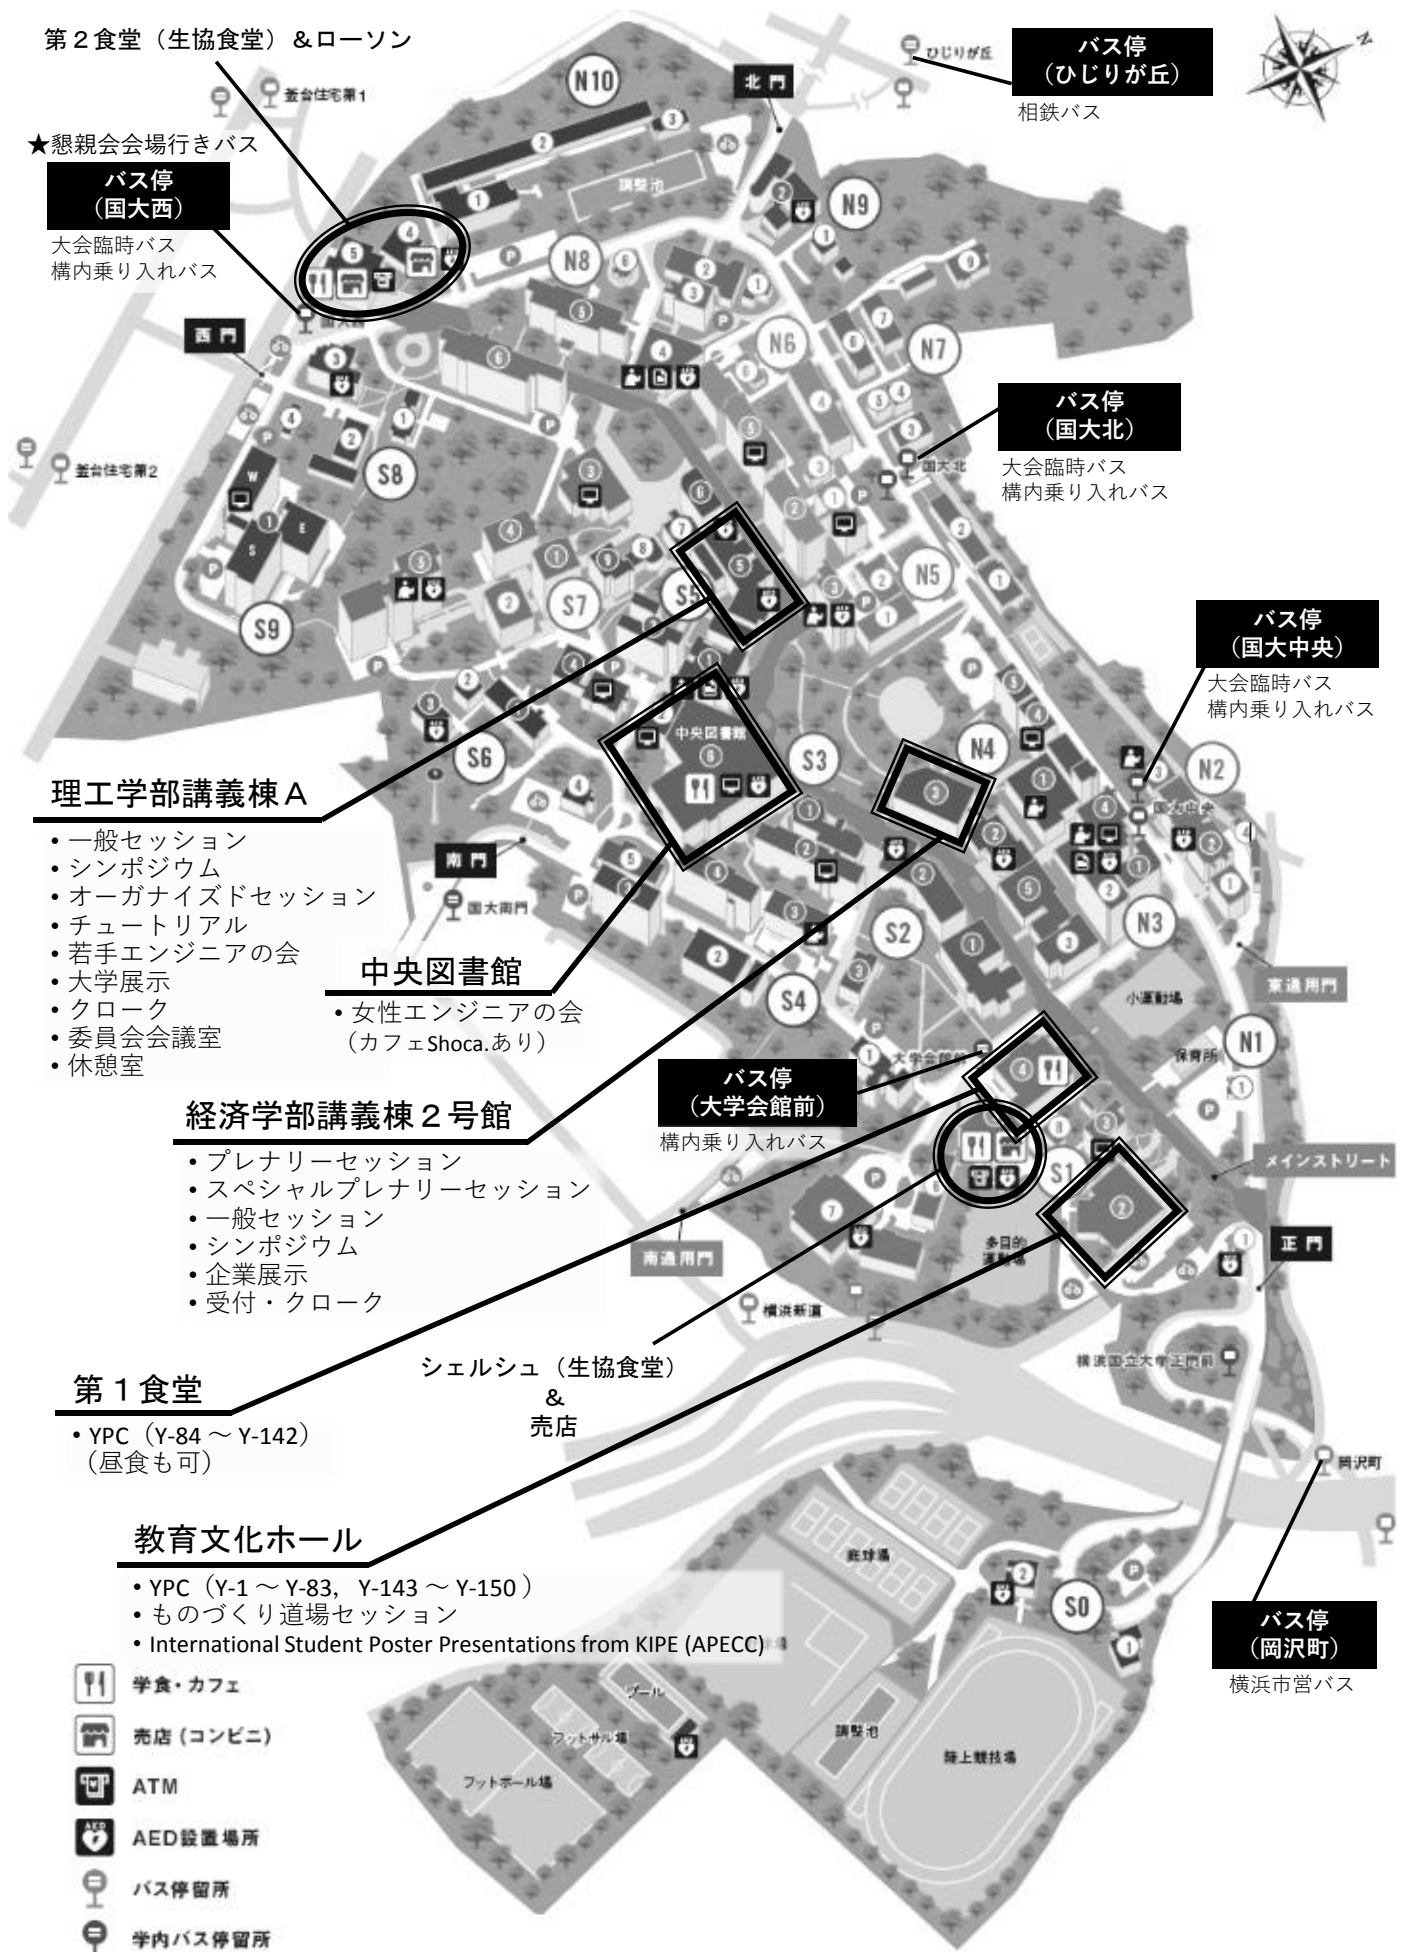 第２食堂（生協食堂）＆ローソン
★懇親会会場行きバス
バス停
（国大西）
大会臨時バス
構内乗り入れバス
釜台住宅第1
釜台住宅第2
西門
北門
ひじりが丘
バス停
（ひじりが丘）
相鉄バス
N
N10
N9
N8
N7
N6
N5
N4
N3
N2
N1
S9
S8
S7
S6
S5
S4
S3
S2
S1
S0
調整池
W
S
E
国大北
バス停
（国大北）
大会臨時バス
構内乗り入れバス
バス停
（国大中央）
大会臨時バス
構内乗り入れバス
国大中央
中央図書館
理工学部講義棟Ａ
• 一般セッション
• シンポジウム
• オーガナイズドセッション
• チュートリアル
• 若手エンジニアの会
• 大学展示
• クローク
• 委員会会議室
• 休憩室
南門
国大南門
中央図書館
• 女性エンジニアの会
（カフェShoca.あり）
東通用門
小運動場
保育所
大学会館前
バス停
（大学会館前）
構内乗り入れバス
経済学部講義棟２号館
• プレナリーセッション
• スペシャルプレナリーセッション
• 一般セッション
• シンポジウム
• 企業展示
• 受付・クローク
メインストリート
正門
南通用門
多目的
運動場
横浜新道
横浜国立大学正門前
シェルシュ（生協食堂）
＆
売店
第１食堂
• YPC（Y-84 ～ Y-142）
（昼食も可）
岡沢町
教育文化ホール
• YPC（Y-1 ～ Y-83， Y-143 ～ Y-150 ）
• ものづくり道場セッション
• International Student Poster Presentations from KIPE (APECC)
バス停
（岡沢町）
横浜市営バス
庭球場
プール
フットサル場
フットボール場
調整池
陸上競技場
学食・カフェ
売店 (コンビニ)
ATM
AED設置場所
バス停留所
学内バス停留所